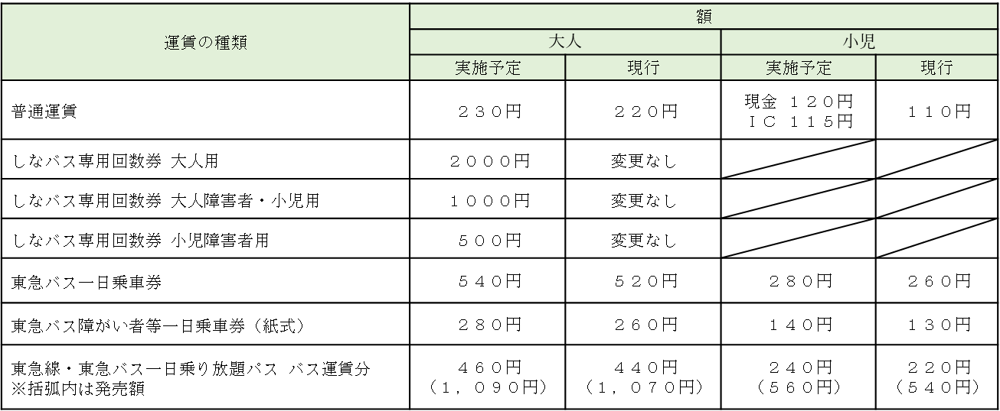 運賃の種類
額
大人
小児
実施予定
現行
実施予定
現行
普通運賃
２３０円
２２０円
現金 １２０円
ＩＣ １１５円
１１０円
しなバス専用回数券 大人用
２０００円
変更なし
しなバス専用回数券 大人障害者・小児用
１０００円
変更なし
しなバス専用回数券 小児障害者用
５００円
変更なし
東急バス一日乗車券
５４０円
５２０円
２８０円
２６０円
東急バス障がい者等一日乗車券（紙式）
２８０円
２６０円
１４０円
１３０円
東急線・東急バス一日乗り放題パス バス運賃分
※括弧内は発売額
４６０円
（１，０９０円）
４４０円
（１，０７０円）
２４０円
（５６０円）
２２０円
（５４０円）